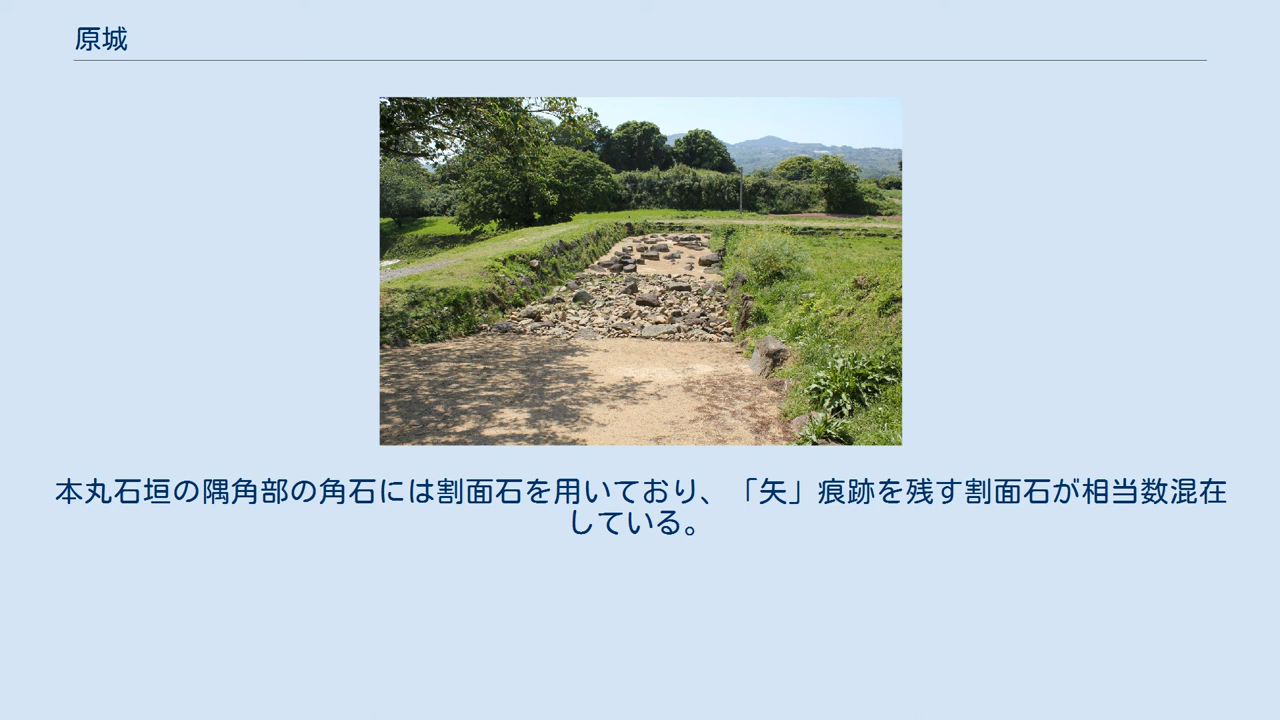 原城
本丸石垣の隅角部の角石には割面石を用いており、「矢」痕跡を残す割面石が相当数混在
している。